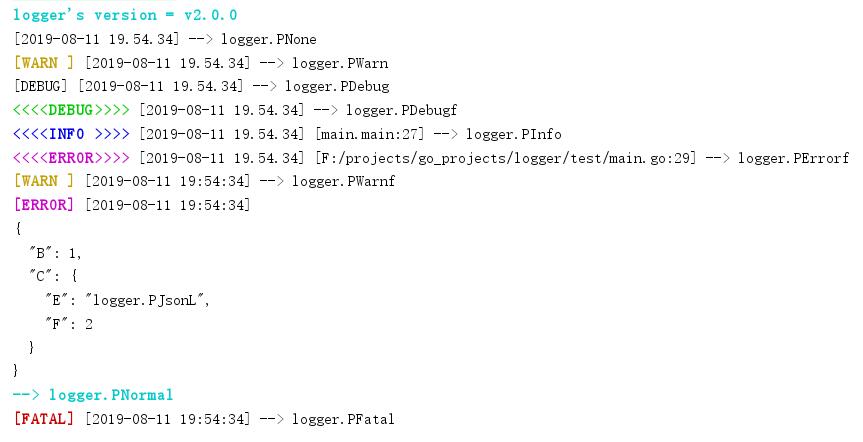 logger's version = v2.0.0
[2019-08-11 19.54.34] --> logger.PNone
[WARN ] [2019-08-11 19.54.34] --> logger.PWarn
[DEBUG] [2019-08-11 19.54.34] --> logger.PDebug
<<<<DEBUG>>>> [2019-08-11 19.54.34] --> logger.PDebugf
<<<<INFO >>>> [2019-08-11 19.54.34] [main.main:27] --> logger.PInfo
<<<<ERROR>>>> [2019-08-11 19.54.34] [F:/projects/go_projects/logger/test/main.go:29] --> logger.PErrorf
[WARN ] [2019-08-11 19:54:34] --> logger.PWarnf
[ERROR] [2019-08-11 19:54:34]
{
  "B": 1,
  "C": {
    "E": "logger.PJsonL",
    "F": 2
  }
}
--> logger.PNormal
[FATAL] [2019-08-11 19:54:34] --> logger.PFatal